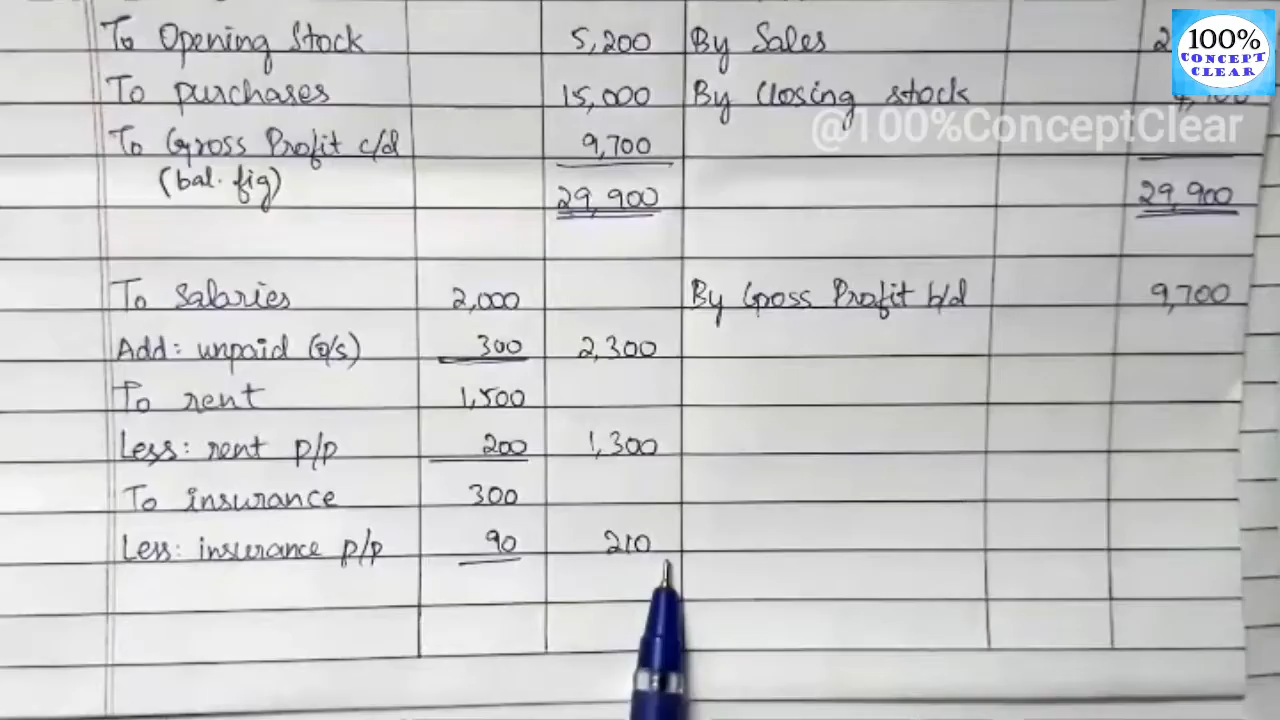 To Opening Stock 5,200 By Sales 2
To purchases 15,000 By Closing stock
To Gross Profit c/d 9,700
(bal. fig) 29,900 29,900
To salaries 2,000 By Gross Profit b/d 9,700
Add: unpaid (o/s) 300 2,300
To rent 1,500
Less: rent p/p 200 1,300
To insurance 300
Less: insurance p/p 90 210
100%
CONCEPT
CLEAR
@100%ConceptClear